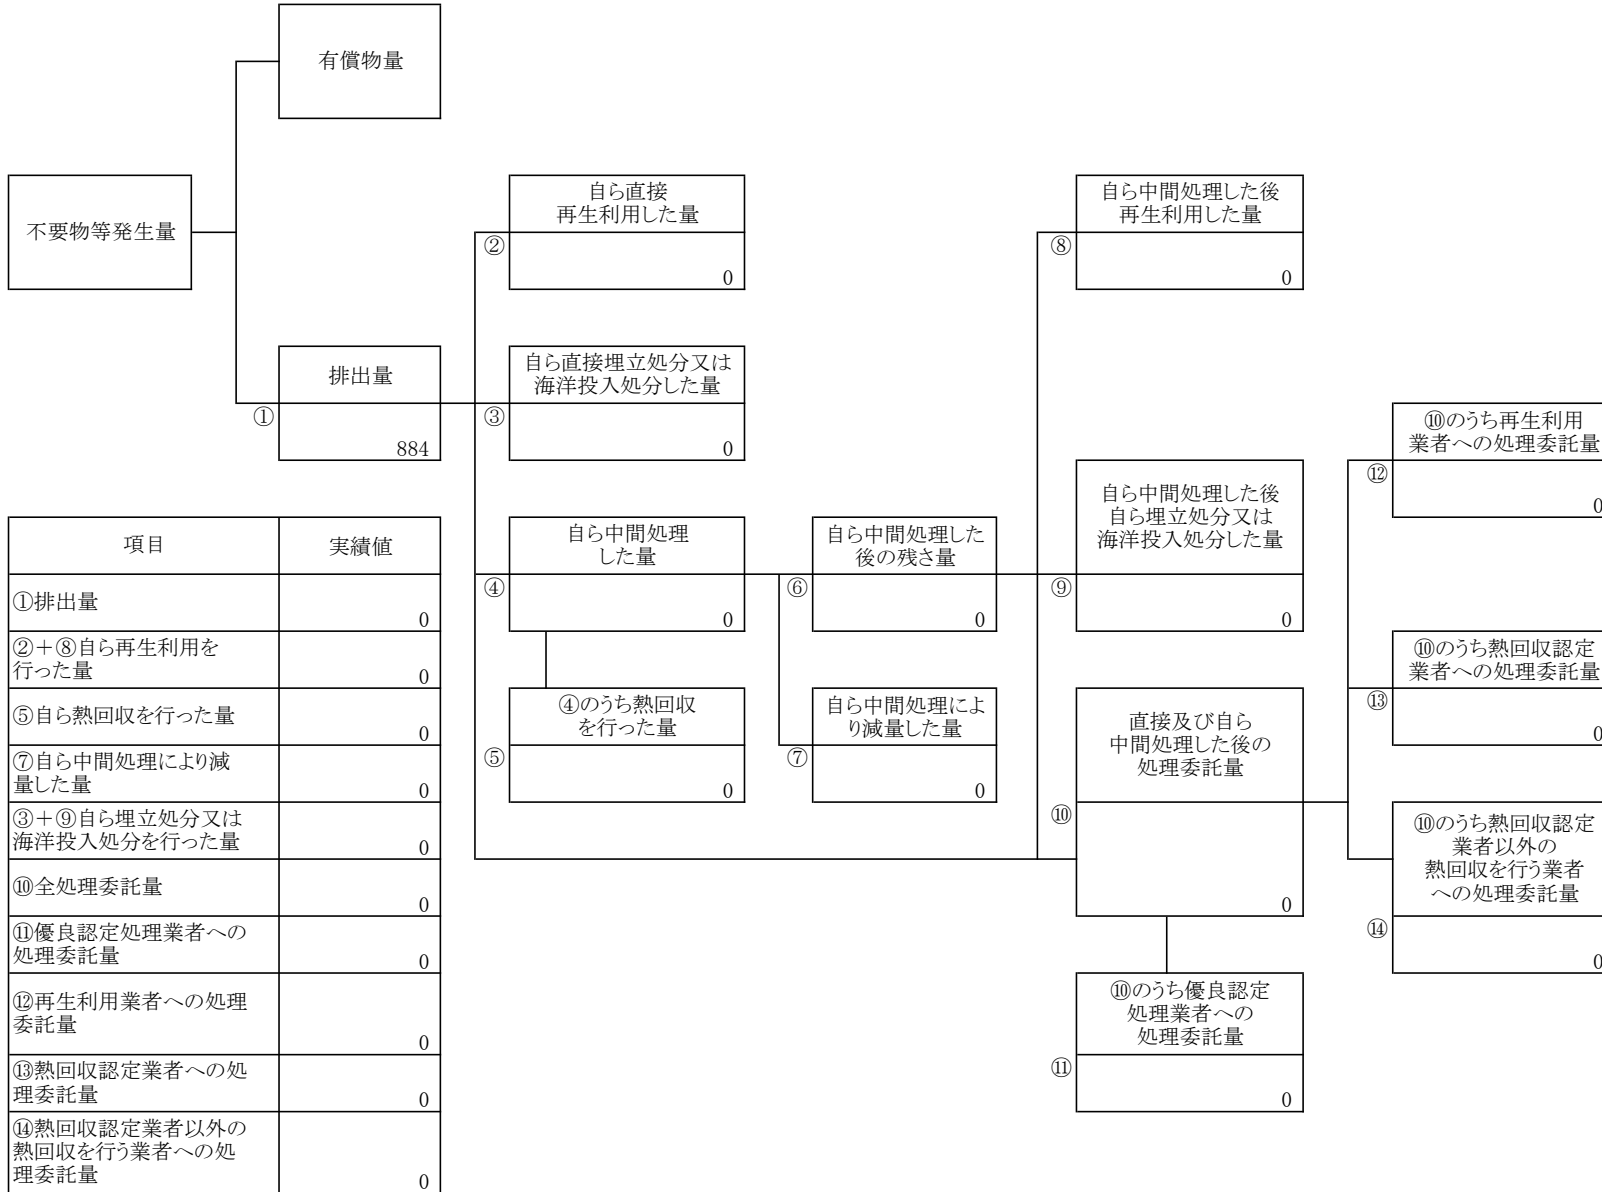 有償物量
不要物等発生量
自ら直接
再生利用した量
②
0
自ら中間処理した後
再生利用した量
⑧
0
排出量
①
884
自ら直接埋立処分又は
海洋投入処分した量
③
0
⑩のうち再生利用
業者への処理委託量
⑫
0
自ら中間処理
した量
④
0
自ら中間処理した
後の残さ量
⑥
0
自ら中間処理した後
自ら埋立処分又は
海洋投入処分した量
⑨
0
⑩のうち熱回収認定
業者への処理委託量
⑬
0
④のうち熱回収
を行った量
⑤
0
自ら中間処理によ
り減量した量
⑦
0
直接及び自ら
中間処理した後の
処理委託量
⑩
0
⑩のうち熱回収認定
業者以外の
熱回収を行う業者
への処理委託量
⑭
0
⑩のうち優良認定
処理業者への
処理委託量
⑪
0
項目 実績値
①排出量
0
②＋⑧自ら再生利用を
行った量
0
⑤自ら熱回収を行った量
0
⑦自ら中間処理により減
量した量
0
③＋⑨自ら埋立処分又は
海洋投入処分を行った量
0
⑩全処理委託量
0
⑪優良認定処理業者への
処理委託量
0
⑫再生利用業者への処理
委託量
0
⑬熱回収認定業者への処
理委託量
0
⑭熱回収認定業者以外の
熱回収を行う業者への処
理委託量
0